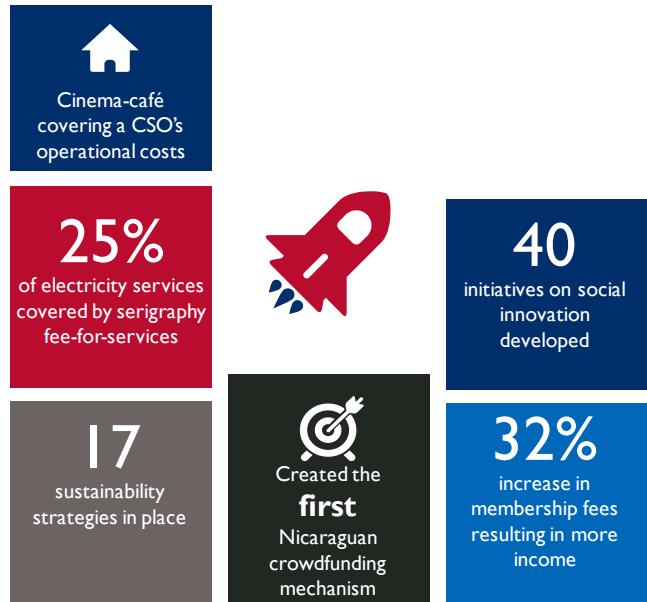 Cinema-café
covering a CSO's
operational costs
25%
of electricity services
covered by serigraphy
fee-for-services
17
sustainability
strategies in place
Created the
first
Nicaraguan
crowdfunding
mechanism
40
initiatives on social
innovation
developed
32%
increase in
membership fees
resulting in more
income